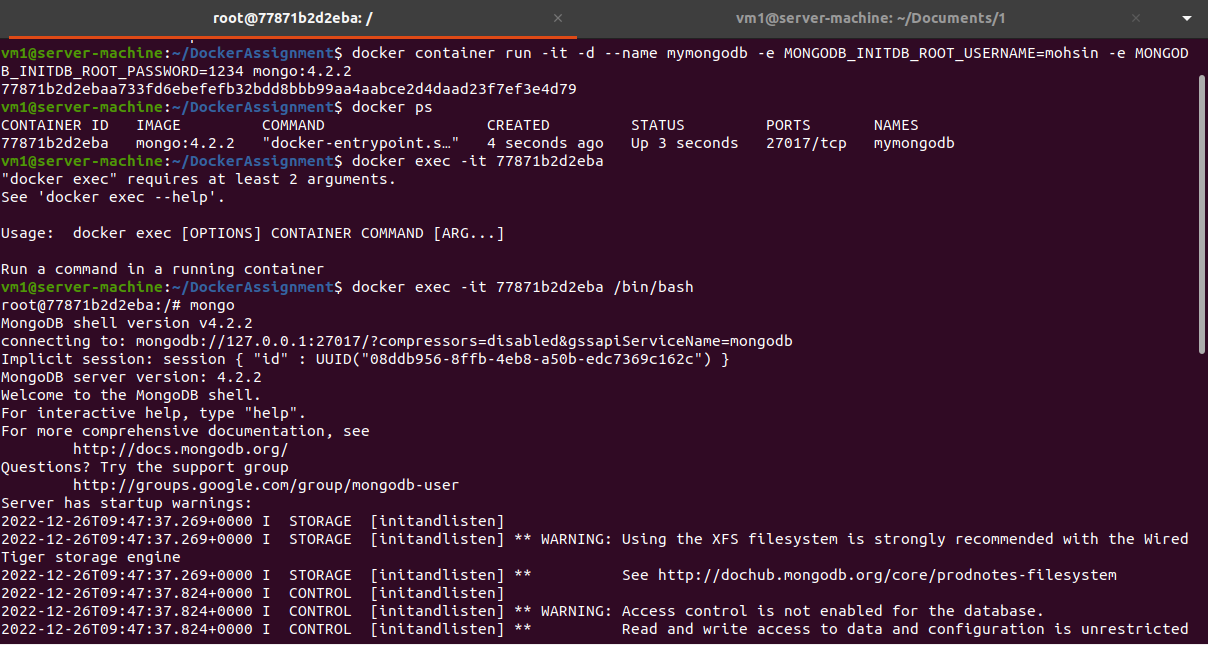 root@77871b2d2eba: /
vm1@server-machine: ~/Documents/1
vm1@server-machine:~/DockerAssignment$ docker container run -it -d --name mymongodb -e MONGODB_INITDB_ROOT_USERNAME=mohsin -e MONGOD
B_INITDB_ROOT_PASSWORD=1234 mongo:4.2.2
77871b2d2ebaa733fd6ebefefb32bdd8bbb99aa4aabce2d4daad23f7ef3e4d79
vm1@server-machine:~/DockerAssignment$ docker ps
CONTAINER ID   IMAGE         COMMAND                  CREATED         STATUS         PORTS       NAMES
77871b2d2eba   mongo:4.2.2   "docker-entrypoint.s…"   4 seconds ago   Up 3 seconds   27017/tcp   mymongodb
vm1@server-machine:~/DockerAssignment$ docker exec -it 77871b2d2eba
"docker exec" requires at least 2 arguments.
See 'docker exec --help'.
Usage:  docker exec [OPTIONS] CONTAINER COMMAND [ARG...]
Run a command in a running container
vm1@server-machine:~/DockerAssignment$ docker exec -it 77871b2d2eba /bin/bash
root@77871b2d2eba:/# mongo
MongoDB shell version v4.2.2
connecting to: mongodb://127.0.0.1:27017/?compressors=disabled&gssapiServiceName=mongodb
Implicit session: session { "id" : UUID("08ddb956-8ffb-4eb8-a50b-edc7369c162c") }
MongoDB server version: 4.2.2
Welcome to the MongoDB shell.
For interactive help, type "help".
For more comprehensive documentation, see
        http://docs.mongodb.org/
Questions? Try the support group
        http://groups.google.com/group/mongodb-user
Server has startup warnings:
2022-12-26T09:47:37.269+0000 I  STORAGE  [initandlisten]
2022-12-26T09:47:37.269+0000 I  STORAGE  [initandlisten] ** WARNING: Using the XFS filesystem is strongly recommended with the Wired
Tiger storage engine
2022-12-26T09:47:37.269+0000 I  STORAGE  [initandlisten] **          See http://dochub.mongodb.org/core/prodnotes-filesystem
2022-12-26T09:47:37.824+0000 I  CONTROL  [initandlisten]
2022-12-26T09:47:37.824+0000 I  CONTROL  [initandlisten] ** WARNING: Access control is not enabled for the database.
2022-12-26T09:47:37.824+0000 I  CONTROL  [initandlisten] **          Read and write access to data and configuration is unrestricted